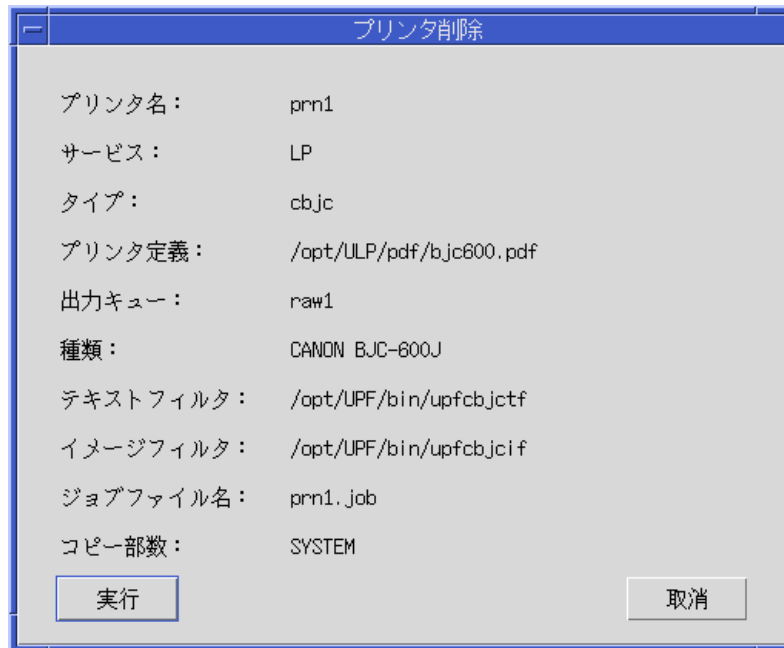 プリンタ削除
プリンタ名： prn1
サービス： LP
タイプ： cbjc
プリンタ定義： /opt/ULP/pdf/bjc600.pdf
出力キュー： raw1
種類： CANON BJC-600J
テキストフィルタ： /opt/UPF/bin/upfcbjctf
イメージフィルタ： /opt/UPF/bin/upfcbjcif
ジョブファイル名： prn1.job
コピー部数： SYSTEM
実行 取消